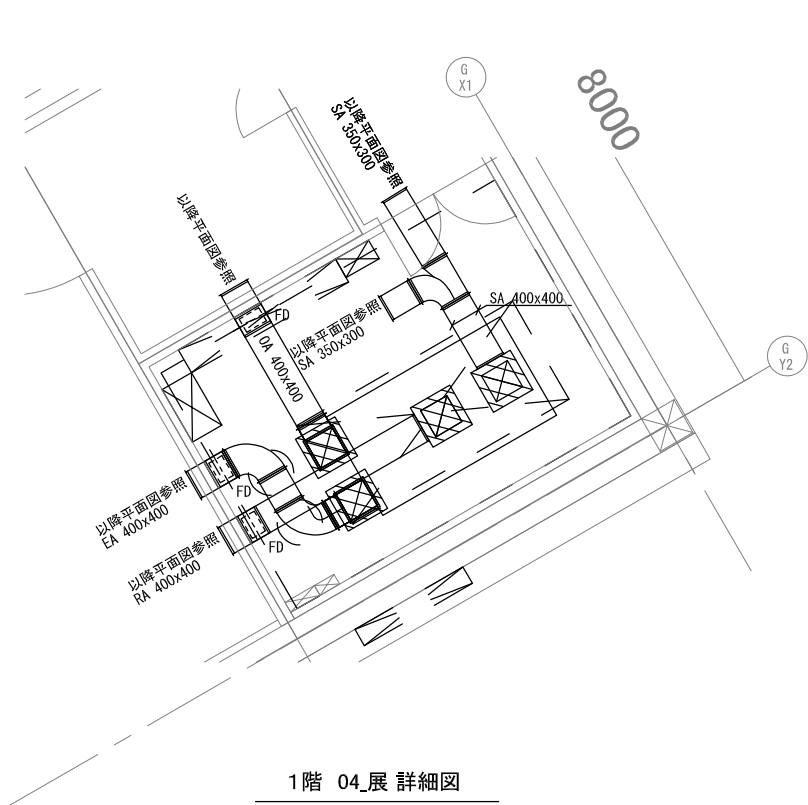 G
X1
8000
以降平面図参照
SA 350x300
以降平面図参照
SA 400x400
FD
以降平面図参照
SA 350x300
OA 400x400
G
Y2
以降平面図参照
EA 400x400
FD
以降平面図参照
RA 400x400
FD
1階 04_展 詳細図